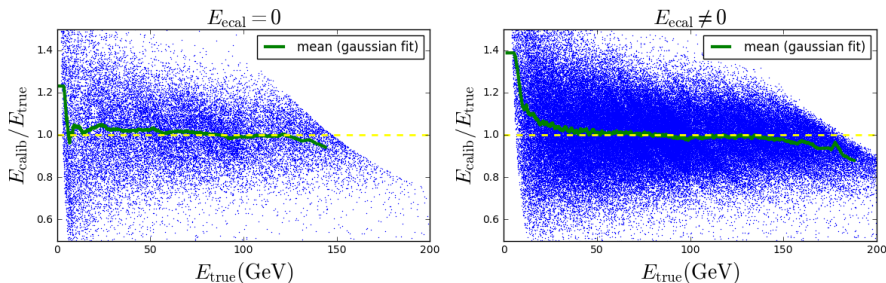 E_ecal = 0
mean (gaussian fit)
E_calib/E_true
1.4
1.2
1.0
0.8
0.6
0 50 100 150 200
E_true(GeV)
E_ecal ≠ 0
mean (gaussian fit)
E_calib/E_true
1.4
1.2
1.0
0.8
0.6
0 50 100 150 200
E_true(GeV)